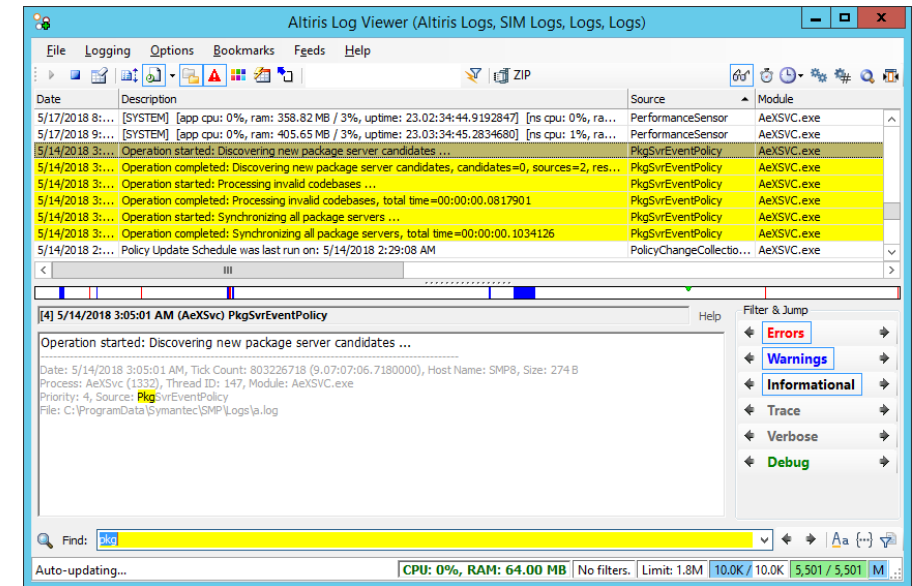 Altiris Log Viewer (Altiris Logs, SIM Logs, Logs, Logs)
File Logging Options Bookmarks Feeds Help
ZIP
Date Description Source Module
5/17/2018 8:... [SYSTEM] [app cpu: 0%, ram: 358.82 MB / 3%, uptime: 23.02:34:44.9192847] [ns cpu: 0%, ra... PerformanceSensor AeXSVC.exe
5/17/2018 9:... [SYSTEM] [app cpu: 0%, ram: 405.65 MB / 3%, uptime: 23.03:34:45.2834680] [ns cpu: 1%, ra... PerformanceSensor AeXSVC.exe
5/14/2018 3:... Operation started: Discovering new package server candidates ... PkgSvrEventPolicy AeXSVC.exe
5/14/2018 3:... Operation completed: Discovering new package server candidates, candidates=0, sources=2, res... PkgSvrEventPolicy AeXSVC.exe
5/14/2018 3:... Operation started: Processing invalid codebases ... PkgSvrEventPolicy AeXSVC.exe
5/14/2018 3:... Operation completed: Processing invalid codebases, total time=00:00:00.0817901 PkgSvrEventPolicy AeXSVC.exe
5/14/2018 3:... Operation started: Synchronizing all package servers ... PkgSvrEventPolicy AeXSVC.exe
5/14/2018 3:... Operation completed: Synchronizing all package servers, total time=00:00:00.1034126 PkgSvrEventPolicy AeXSVC.exe
5/14/2018 2:... Policy Update Schedule was last run on: 5/14/2018 2:29:08 AM PolicyChangeCollectio... AeXSVC.exe
[4] 5/14/2018 3:05:01 AM (AeXSvc) PkgSvrEventPolicy Help
Operation started: Discovering new package server candidates ...
Date: 5/14/2018 3:05:01 AM, Tick Count: 803226718 (9.07:07:06.7180000), Host Name: SMP8, Size: 274 B
Process: AeXSvc (1332), Thread ID: 147, Module: AeXSVC.exe
Priority: 4, Source: PkgSvrEventPolicy
File: C:\ProgramData\Symantec\SMP\Logs\a.log
Filter & Jump
Errors
Warnings
Informational
Trace
Verbose
Debug
Find: pkg Aa {...}
Auto-updating... CPU: 0%, RAM: 64.00 MB No filters. Limit: 1.8M 10.0K / 10.0K 5,501 / 5,501 M